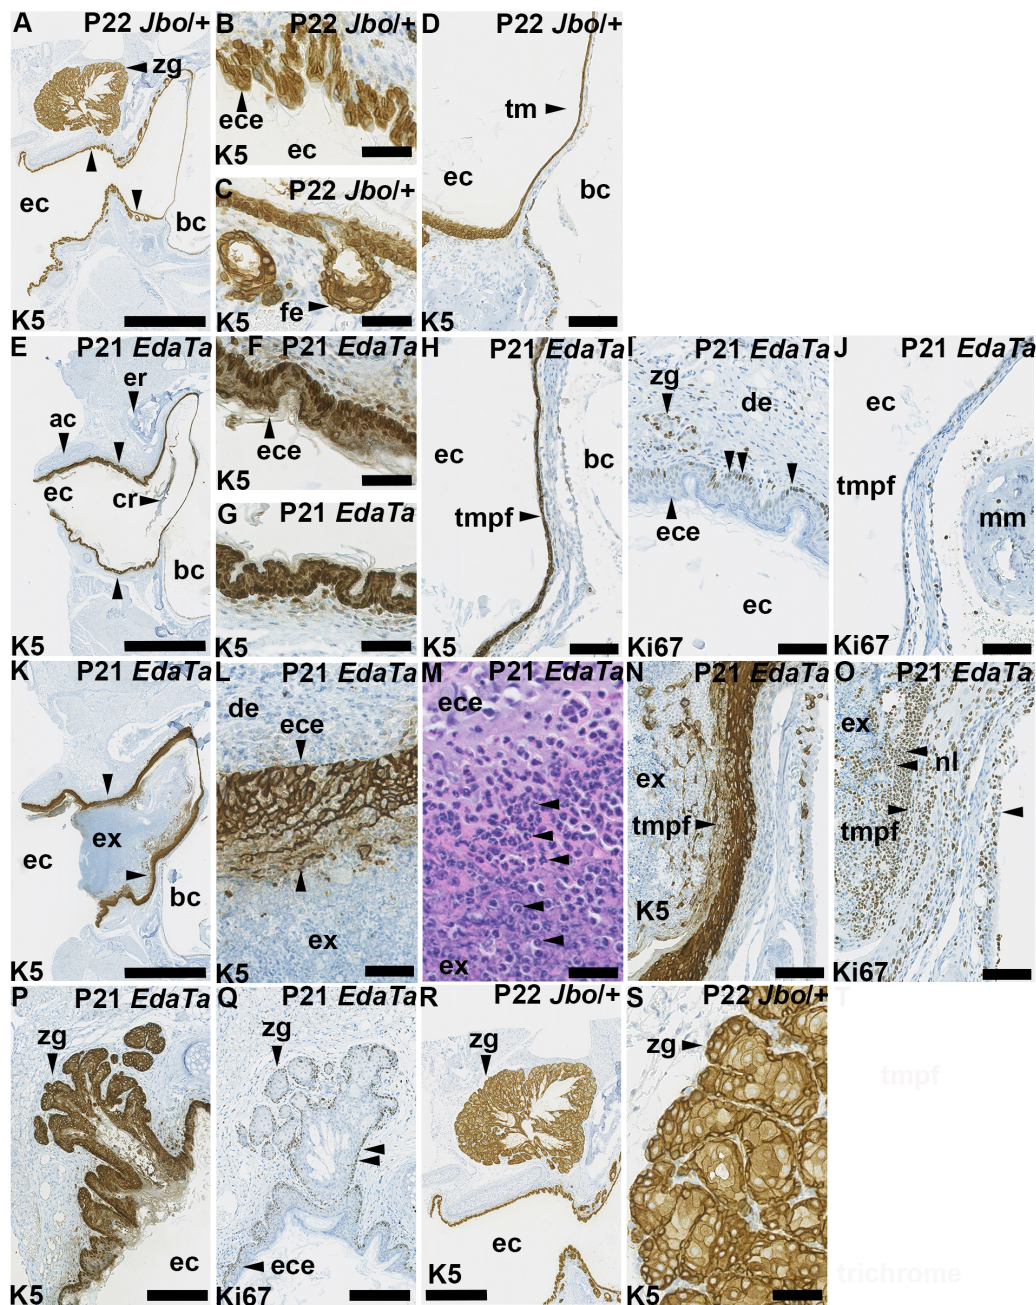 A P22 Jbo/+
zg
ec
bc
K5
B P22 Jbo/+
ece
ec
K5
C P22 Jbo/+
fe
K5
D P22 Jbo/+
tm
ec
bc
K5
E P21 EdaTa
er
ac
ec
cr
bc
K5
F P21 EdaTa
ece
K5
G P21 EdaTa
K5
H P21 EdaTa
ec
bc
tmpf
K5
I P21 EdaTa
zg
de
ece
ec
Ki67
J P21 EdaTa
ec
tmpf
mm
Ki67
K P21 EdaTa
ex
ec
bc
K5
L P21 EdaTa
de
ece
ex
K5
M P21 EdaTa
ece
ex
N P21 EdaTa
ex
tmpf
K5
O P21 EdaTa
ex
nl
tmpf
Ki67
P P21 EdaTa
zg
ec
K5
Q P21 EdaTa
zg
ece
Ki67
R P22 Jbo/+
zg
ec
K5
S P22 Jbo/+
zg
K5
T
tmpf
trichrome